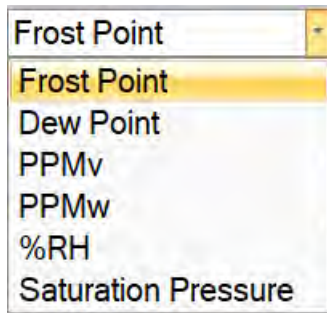 Frost Point
Frost Point
Dew Point
PPMv
PPMw
%RH
Saturation Pressure